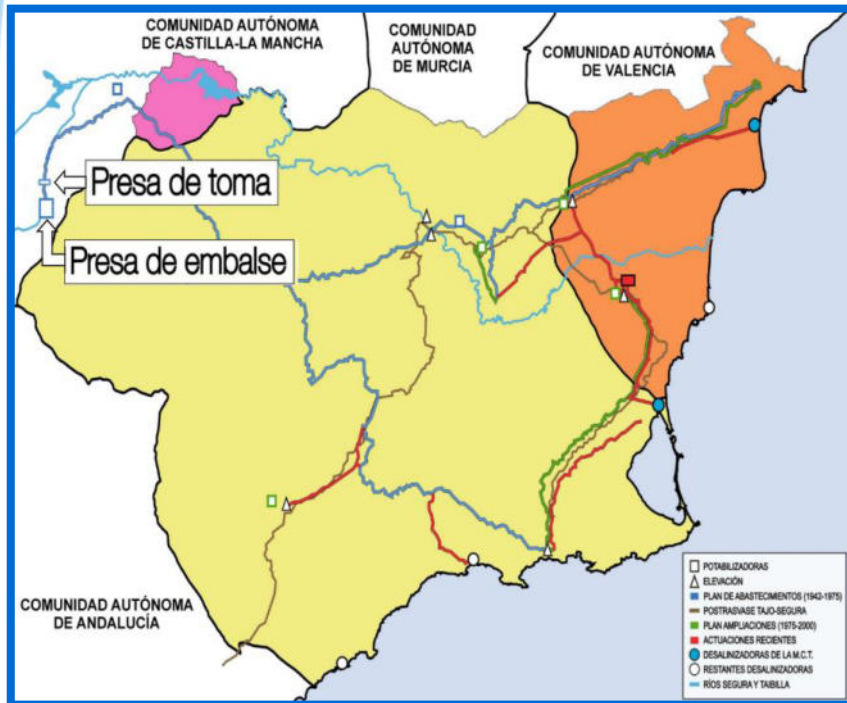 COMUNIDAD AUTÓNOMA
DE CASTILLA-LA MANCHA
COMUNIDAD
AUTÓNOMA
DE MURCIA
COMUNIDAD AUTÓNOMA
DE VALENCIA
Presa de toma
Presa de embalse
COMUNIDAD AUTÓNOMA
DE ANDALUCÍA
POTABILIZADORAS
ELEVACIÓN
PLAN DE ABASTECIMIENTOS (1942-1975)
POSTRASVASE TAJO-SEGURA
PLAN AMPLIACIONES (1975-2000)
ACTUACIONES RECIENTES
DESALINIZADORAS DE LA M.C.T.
RESTANTES DESALINIZADORAS
RÍOS SEGURA Y TAIBILLA